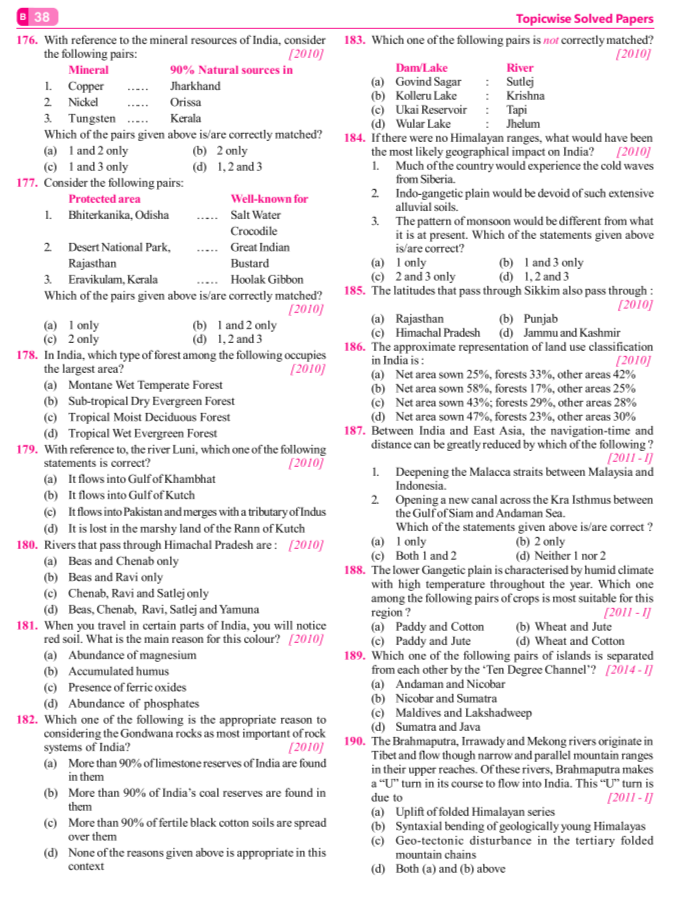 B 38
Topicwise Solved Papers
176. With reference to the mineral resources of India, consider
the following pairs: [2010]
Mineral 90% Natural sources in
1. Copper ..... Jharkhand
2. Nickel ..... Orissa
3. Tungsten ..... Kerala
Which of the pairs given above is/are correctly matched?
(a) 1 and 2 only (b) 2 only
(c) 1 and 3 only (d) 1, 2 and 3
177. Consider the following pairs:
Protected area Well-known for
1. Bhiterkanika, Odisha ..... Salt Water
Crocodile
2. Desert National Park, ..... Great Indian
Rajasthan Bustard
3. Eravikulam, Kerala ..... Hoolak Gibbon
Which of the pairs given above is/are correctly matched?
[2010]
(a) 1 only (b) 1 and 2 only
(c) 2 only (d) 1, 2 and 3
178. In India, which type of forest among the following occupies
the largest area? [2010]
(a) Montane Wet Temperate Forest
(b) Sub-tropical Dry Evergreen Forest
(c) Tropical Moist Deciduous Forest
(d) Tropical Wet Evergreen Forest
179. With reference to, the river Luni, which one of the following
statements is correct? [2010]
(a) It flows into Gulf of Khambhat
(b) It flows into Gulf of Kutch
(c) It flows into Pakistan and merges with a tributary of Indus
(d) It is lost in the marshy land of the Rann of Kutch
180. Rivers that pass through Himachal Pradesh are : [2010]
(a) Beas and Chenab only
(b) Beas and Ravi only
(c) Chenab, Ravi and Satlej only
(d) Beas, Chenab, Ravi, Satlej and Yamuna
181. When you travel in certain parts of India, you will notice
red soil. What is the main reason for this colour? [2010]
(a) Abundance of magnesium
(b) Accumulated humus
(c) Presence of ferric oxides
(d) Abundance of phosphates
182. Which one of the following is the appropriate reason to
considering the Gondwana rocks as most important of rock
systems of India? [2010]
(a) More than 90% of limestone reserves of India are found
in them
(b) More than 90% of India's coal reserves are found in
them
(c) More than 90% of fertile black cotton soils are spread
over them
(d) None of the reasons given above is appropriate in this
context
183. Which one of the following pairs is not correctly matched?
[2010]
Dam/Lake River
(a) Govind Sagar : Sutlej
(b) Kolleru Lake : Krishna
(c) Ukai Reservoir : Tapi
(d) Wular Lake : Jhelum
184. If there were no Himalayan ranges, what would have been
the most likely geographical impact on India? [2010]
1. Much of the country would experience the cold waves
from Siberia.
2. Indo-gangetic plain would be devoid of such extensive
alluvial soils.
3. The pattern of monsoon would be different from what
it is at present. Which of the statements given above
is/are correct?
(a) 1 only (b) 1 and 3 only
(c) 2 and 3 only (d) 1, 2 and 3
185. The latitudes that pass through Sikkim also pass through :
[2010]
(a) Rajasthan (b) Punjab
(c) Himachal Pradesh (d) Jammu and Kashmir
186. The approximate representation of land use classification
in India is : [2010]
(a) Net area sown 25%, forests 33%, other areas 42%
(b) Net area sown 58%, forests 17%, other areas 25%
(c) Net area sown 43%; forests 29%, other areas 28%
(d) Net area sown 47%, forests 23%, other areas 30%
187. Between India and East Asia, the navigation-time and
distance can be greatly reduced by which of the following ?
[2011 - I]
1. Deepening the Malacca straits between Malaysia and
Indonesia.
2. Opening a new canal across the Kra Isthmus between
the Gulf of Siam and Andaman Sea.
Which of the statements given above is/are correct ?
(a) 1 only (b) 2 only
(c) Both 1 and 2 (d) Neither 1 nor 2
188. The lower Gangetic plain is characterised by humid climate
with high temperature throughout the year. Which one
among the following pairs of crops is most suitable for this
region ? [2011 - I]
(a) Paddy and Cotton (b) Wheat and Jute
(c) Paddy and Jute (d) Wheat and Cotton
189. Which one of the following pairs of islands is separated
from each other by the 'Ten Degree Channel'? [2014 - I]
(a) Andaman and Nicobar
(b) Nicobar and Sumatra
(c) Maldives and Lakshadweep
(d) Sumatra and Java
190. The Brahmaputra, Irrawady and Mekong rivers originate in
Tibet and flow though narrow and parallel mountain ranges
in their upper reaches. Of these rivers, Brahmaputra makes
a "U" turn in its course to flow into India. This "U" turn is
due to [2011 - I]
(a) Uplift of folded Himalayan series
(b) Syntaxial bending of geologically young Himalayas
(c) Geo-tectonic disturbance in the tertiary folded
mountain chains
(d) Both (a) and (b) above